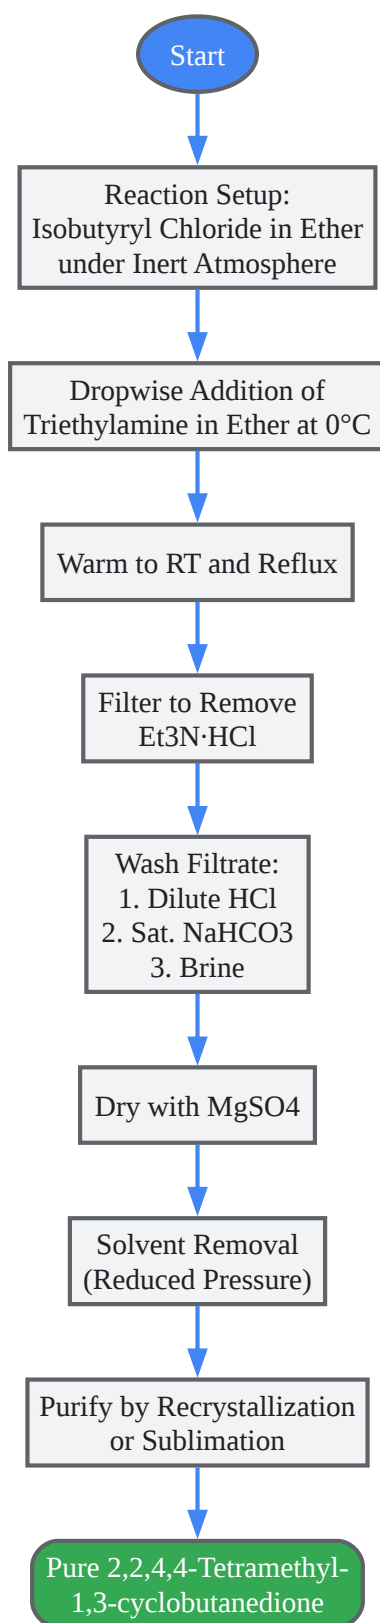 Start
Reaction Setup:
Isobutyryl Chloride in Ether
under Inert Atmosphere
Dropwise Addition of
Triethylamine in Ether at 0°C
Warm to RT and Reflux
Filter to Remove
Et3N·HCl
Wash Filtrate:
1. Dilute HCl
2. Sat. NaHCO3
3. Brine
Dry with MgSO4
Solvent Removal
(Reduced Pressure)
Purify by Recrystallization
or Sublimation
Pure 2,2,4,4-Tetramethyl-
1,3-cyclobutanedione